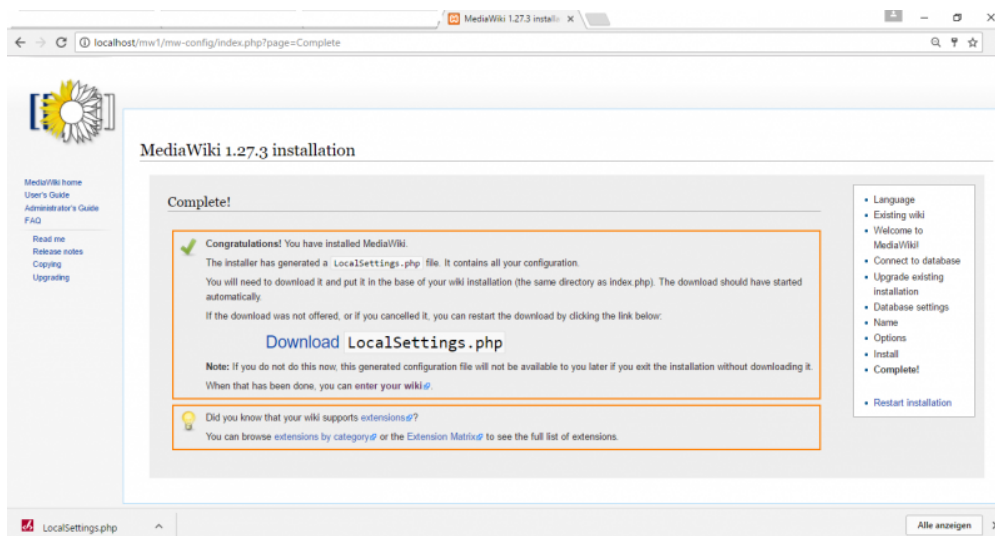 MediaWiki 1.27.3 installa
localhost/mw1/mw-config/index.php?page=Complete
MediaWiki 1.27.3 installation
MediaWiki home
User's Guide
Administrator's Guide
FAQ
Read me
Release notes
Copying
Upgrading
Complete!
Congratulations! You have installed MediaWiki.
The installer has generated a LocalSettings.php file. It contains all your configuration.
You will need to download it and put it in the base of your wiki installation (the same directory as index.php). The download should have started
automatically.
If the download was not offered, or if you cancelled it, you can restart the download by clicking the link below:
Download LocalSettings.php
Note: If you do not do this now, this generated configuration file will not be available to you later if you exit the installation without downloading it.
When that has been done, you can enter your wiki.
Did you know that your wiki supports extensions?
You can browse extensions by category or the Extension Matrix to see the full list of extensions.
Language
Existing wiki
Welcome to
MediaWiki!
Connect to database
Upgrade existing
installation
Database settings
Name
Options
Install
Complete!
Restart installation
LocalSettings.php
Alle anzeigen